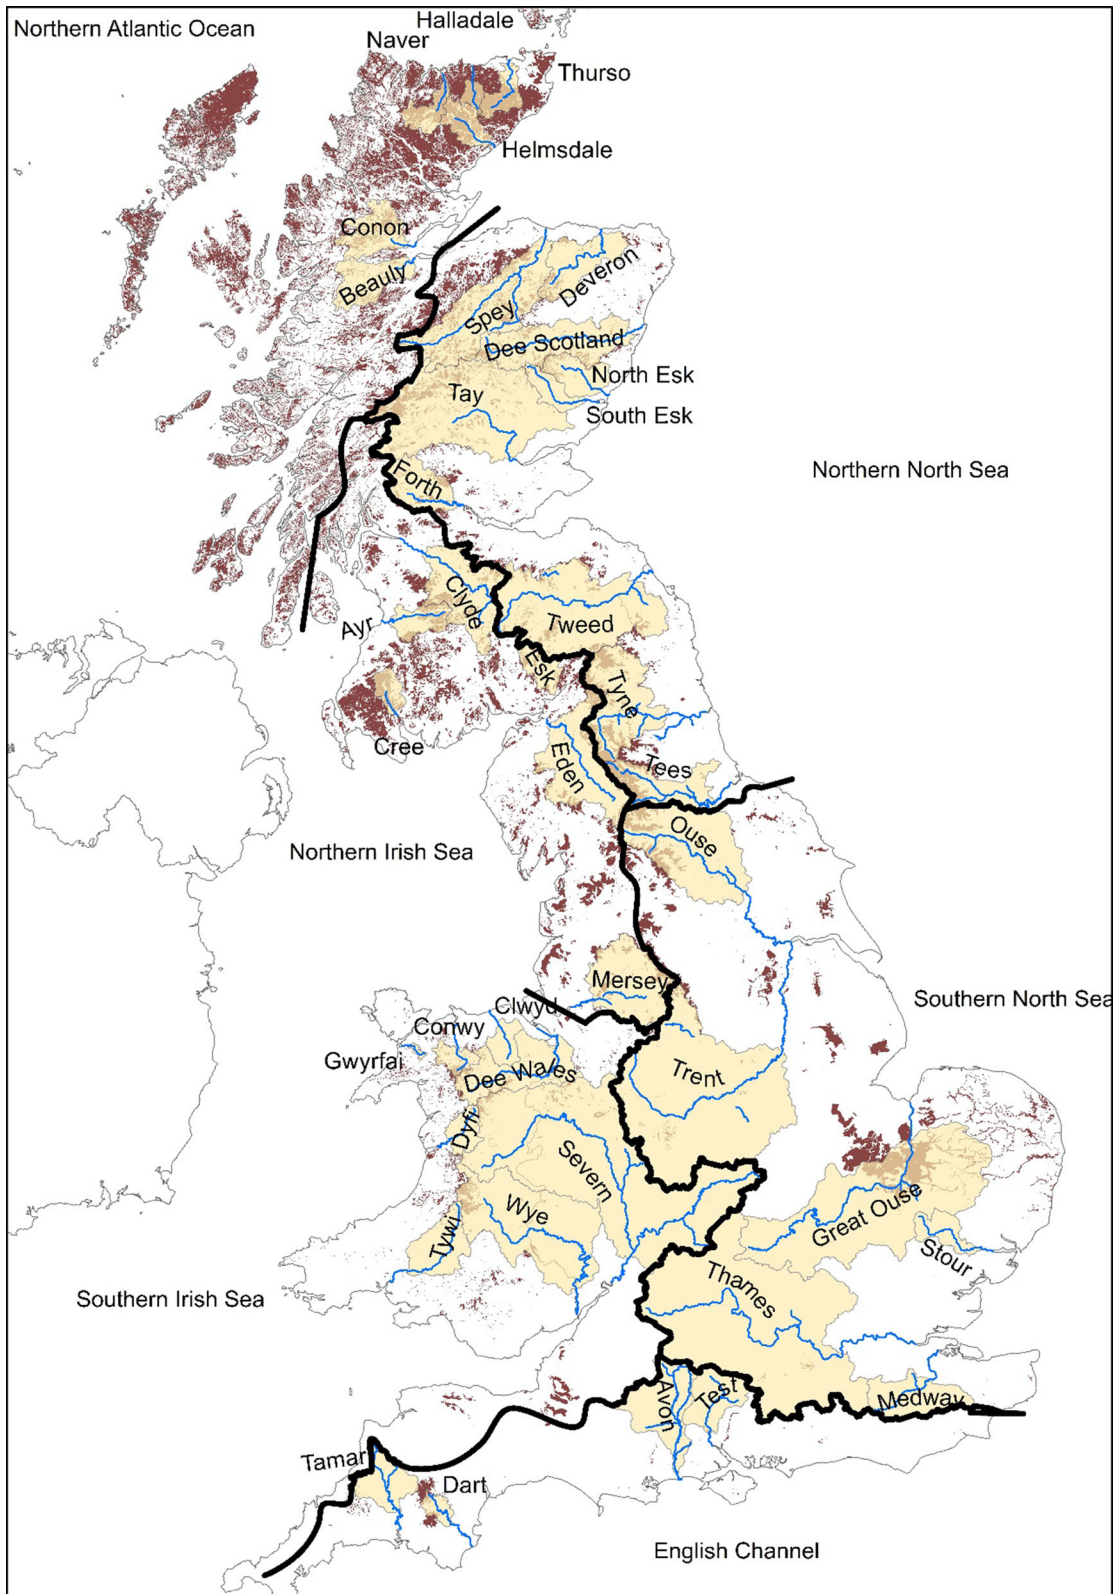 Halladale
Northern Atlantic Ocean
Naver
Thurso
Helmsdale
Conon
Beauly
Deveron
Spey
Dee Scotland
North Esk
Tay
South Esk
Northern North Sea
Forth
Clyde
Ayr
Tweed
Esk
Tyne
Cree
Eden
Tees
Ouse
Northern Irish Sea
Mersey
Southern North Sea
Clwyd
Conwy
Gwyrfai
Dee Wales
Trent
Dyfi
Severn
Wye
Great Ouse
Tywi
Stour
Thames
Southern Irish Sea
Medway
Test
Avon
Tamar
Dart
English Channel